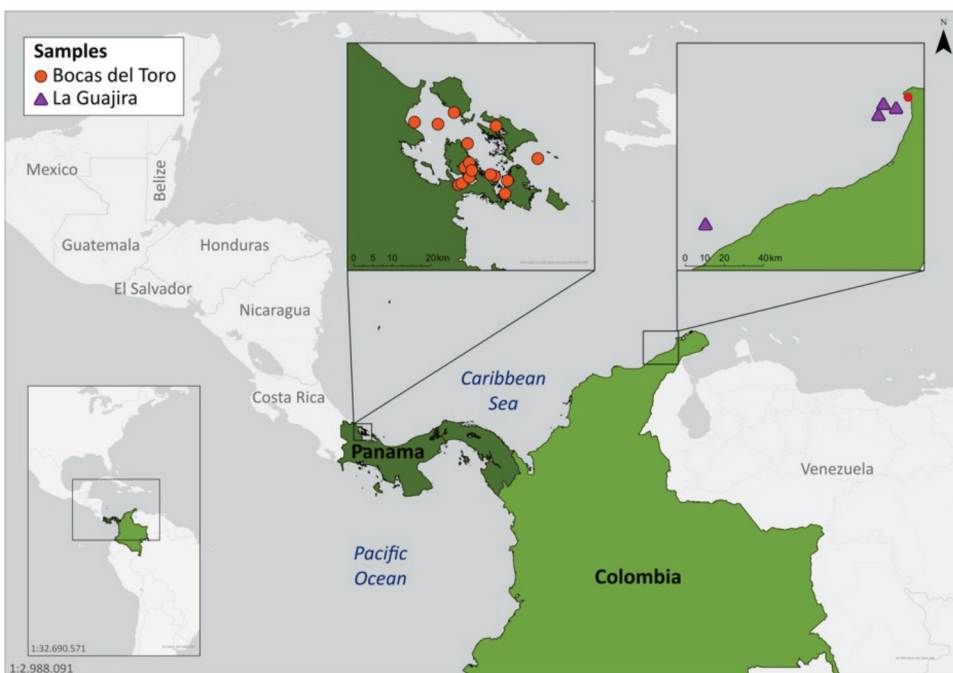 Samples
Bocas del Toro
La Guajira
N
Mexico
Belize
Guatemala
Honduras
El Salvador
Nicaragua
Costa Rica
0 5 10 20km
0 10 20 40km
Caribbean
Sea
Panama
Venezuela
Pacific
Ocean
Colombia
1:32.690.571
1:2.988.091